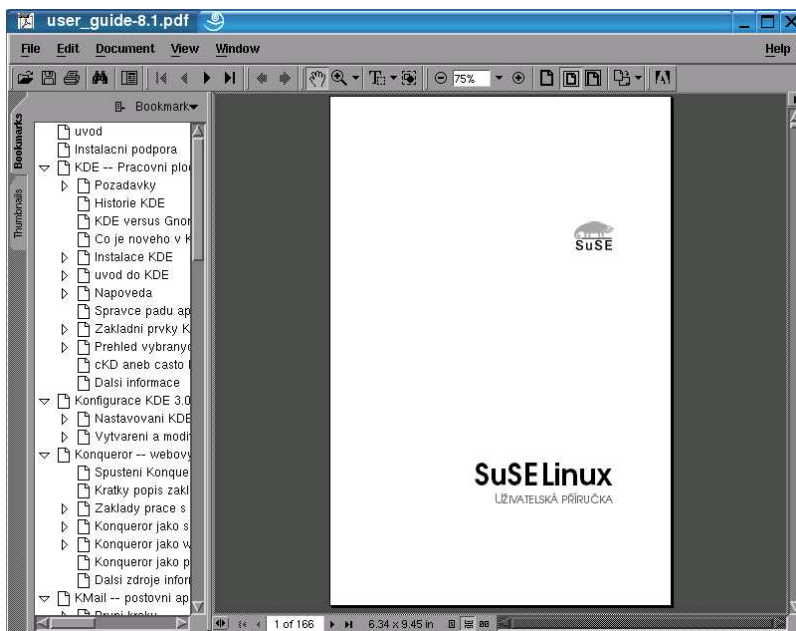 user_guide-8.1.pdf
File Edit Document View Window Help
75%
Bookmark
Bookmarks
Thumbnails
uvod
Instalacni podpora
KDE -- Pracovni plo
Pozadavky
Historie KDE
KDE versus Gnor
Co je noveho v K
Instalace KDE
uvod do KDE
Napoveda
Spravce padu ap
Zakladni prvky K
Prehled vybranyc
cKD aneb casto
Dalsi informace
Konfigurace KDE 3.0
Nastavovani KDE
Vytvareni a modi
Konqueror -- webovy
Spusteni Konque
Kratky popis zakl
Zaklady prace s
Konqueror jako s
Konqueror jako w
Konqueror jako p
Dalsi zdroje infor
KMail -- postovni ap
SuSE
SuSE Linux
UŽIVATELSKÁ PŘÍRUČKA
1 of 166 6.34 x 9.45 in